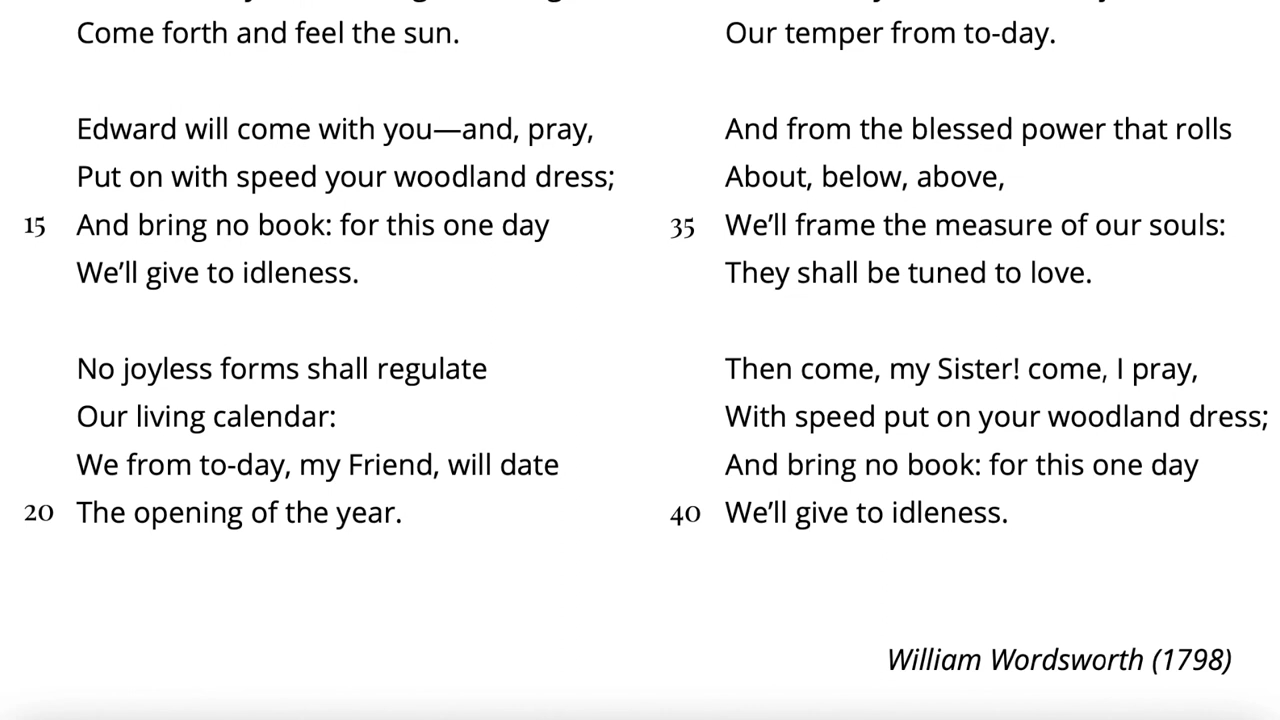 Come forth and feel the sun.
Edward will come with you—and, pray,
Put on with speed your woodland dress;
15 And bring no book: for this one day
We’ll give to idleness.
No joyless forms shall regulate
Our living calendar:
We from to-day, my Friend, will date
20 The opening of the year.
Our temper from to-day.
And from the blessed power that rolls
About, below, above,
35 We’ll frame the measure of our souls:
They shall be tuned to love.
Then come, my Sister! come, I pray,
With speed put on your woodland dress;
And bring no book: for this one day
40 We’ll give to idleness.
William Wordsworth (1798)